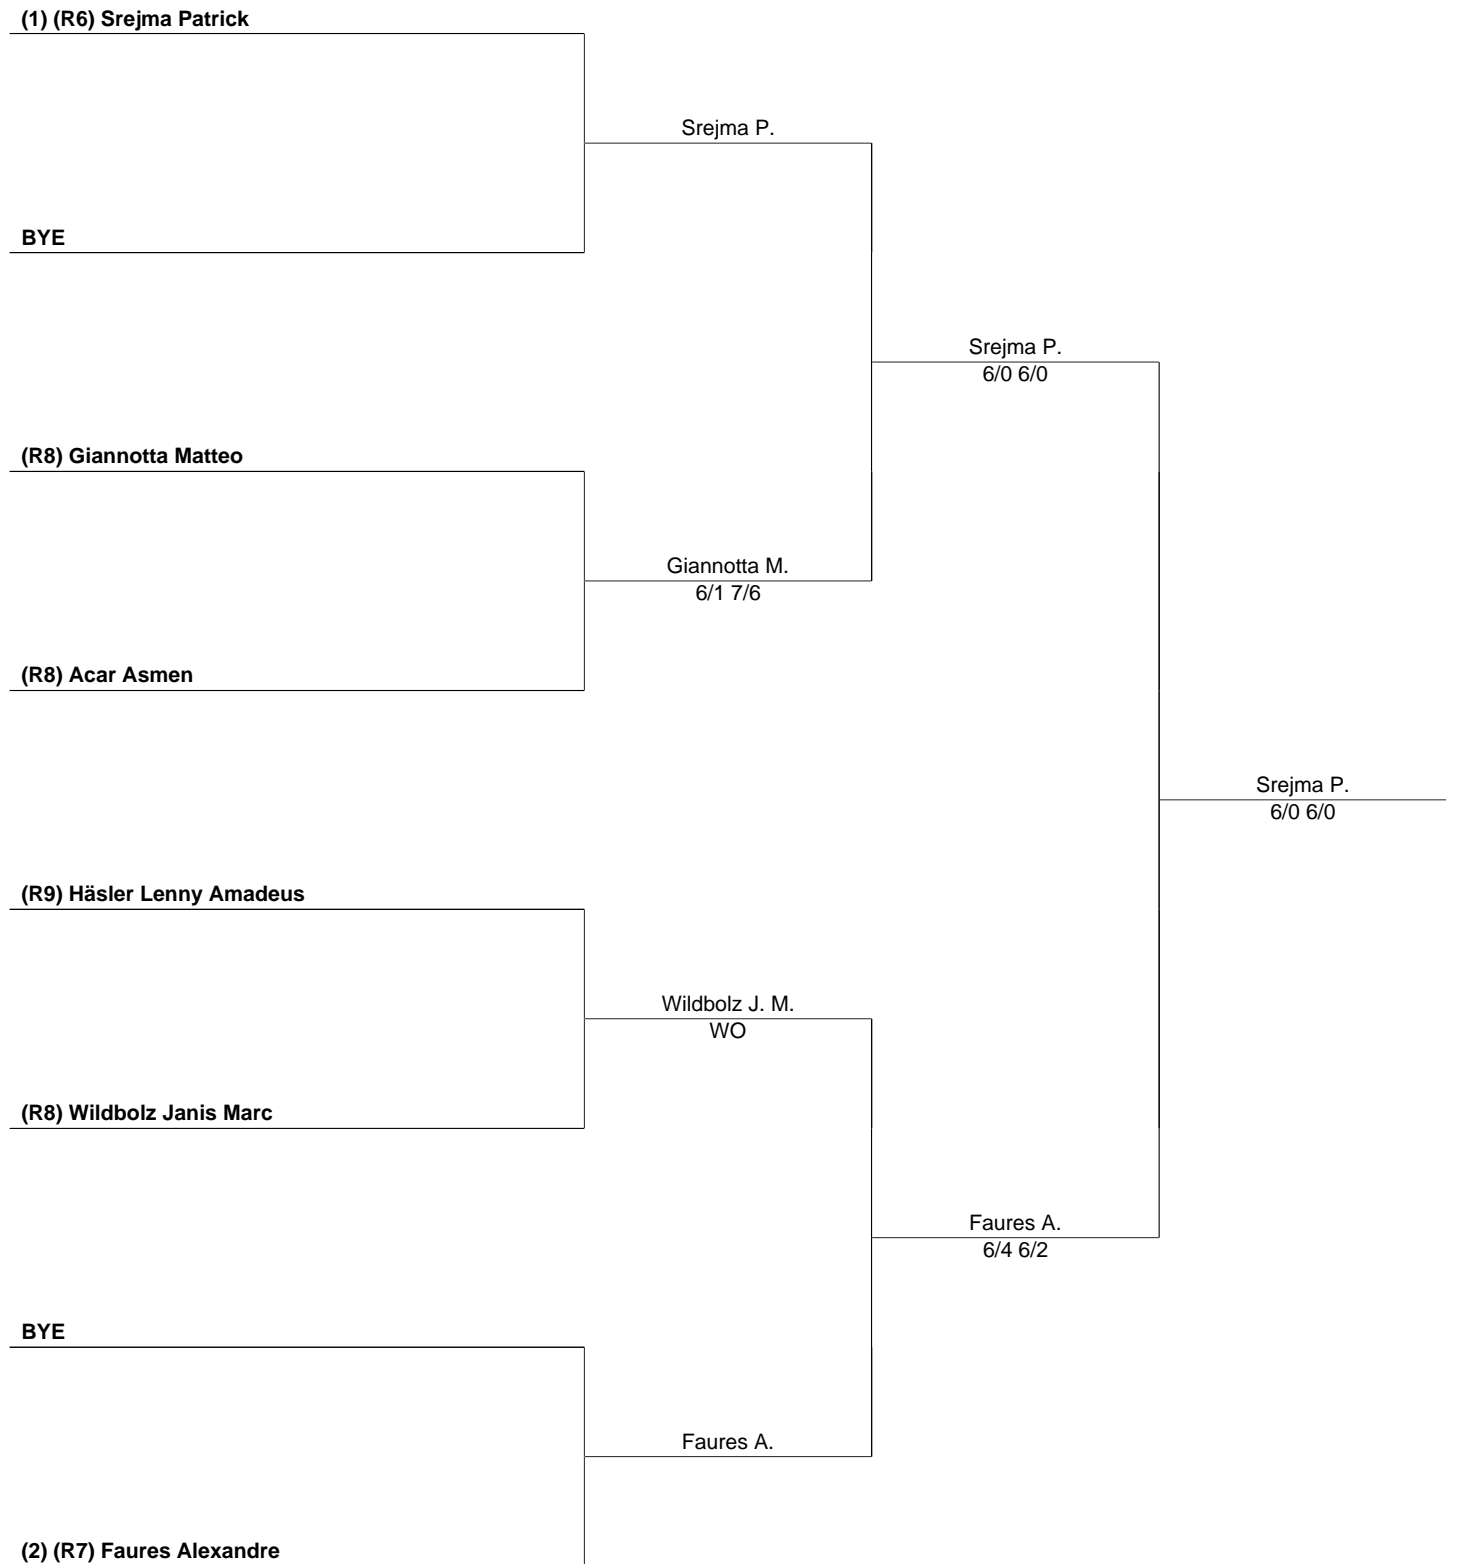 (1) (R6) Srejma Patrick
Srejma P.
BYE
Srejma P.
6/0 6/0
(R8) Giannotta Matteo
Giannotta M.
6/1 7/6
(R8) Acar Asmen
Srejma P.
6/0 6/0
(R9) Häsler Lenny Amadeus
Wildbolz J. M.
WO
(R8) Wildbolz Janis Marc
Faures A.
6/4 6/2
BYE
Faures A.
(2) (R7) Faures Alexandre